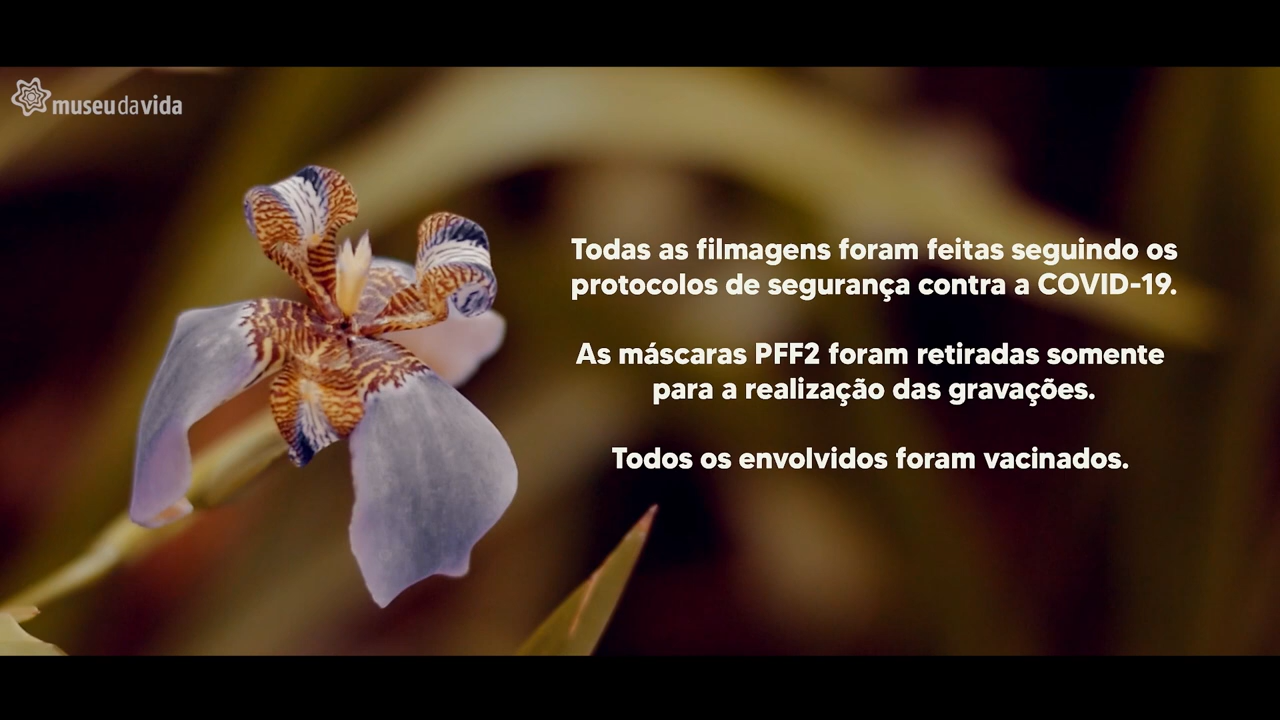 museudavida
Todas as filmagens foram feitas seguindo os
protocolos de segurança contra a COVID-19.
As máscaras PFF2 foram retiradas somente
para a realização das gravações.
Todos os envolvidos foram vacinados.